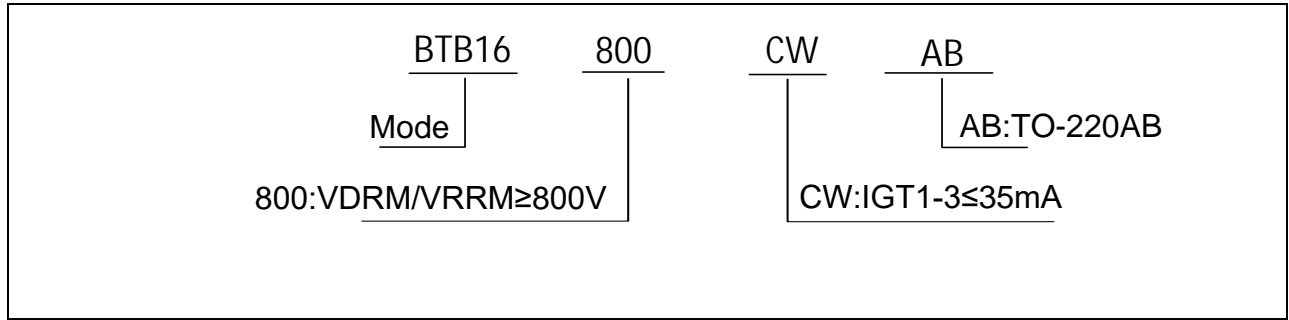 BTB16 800 CW AB
Mode AB:TO-220AB
800:VDRM/VRRM≥800V CW:IGT1-3≤35mA